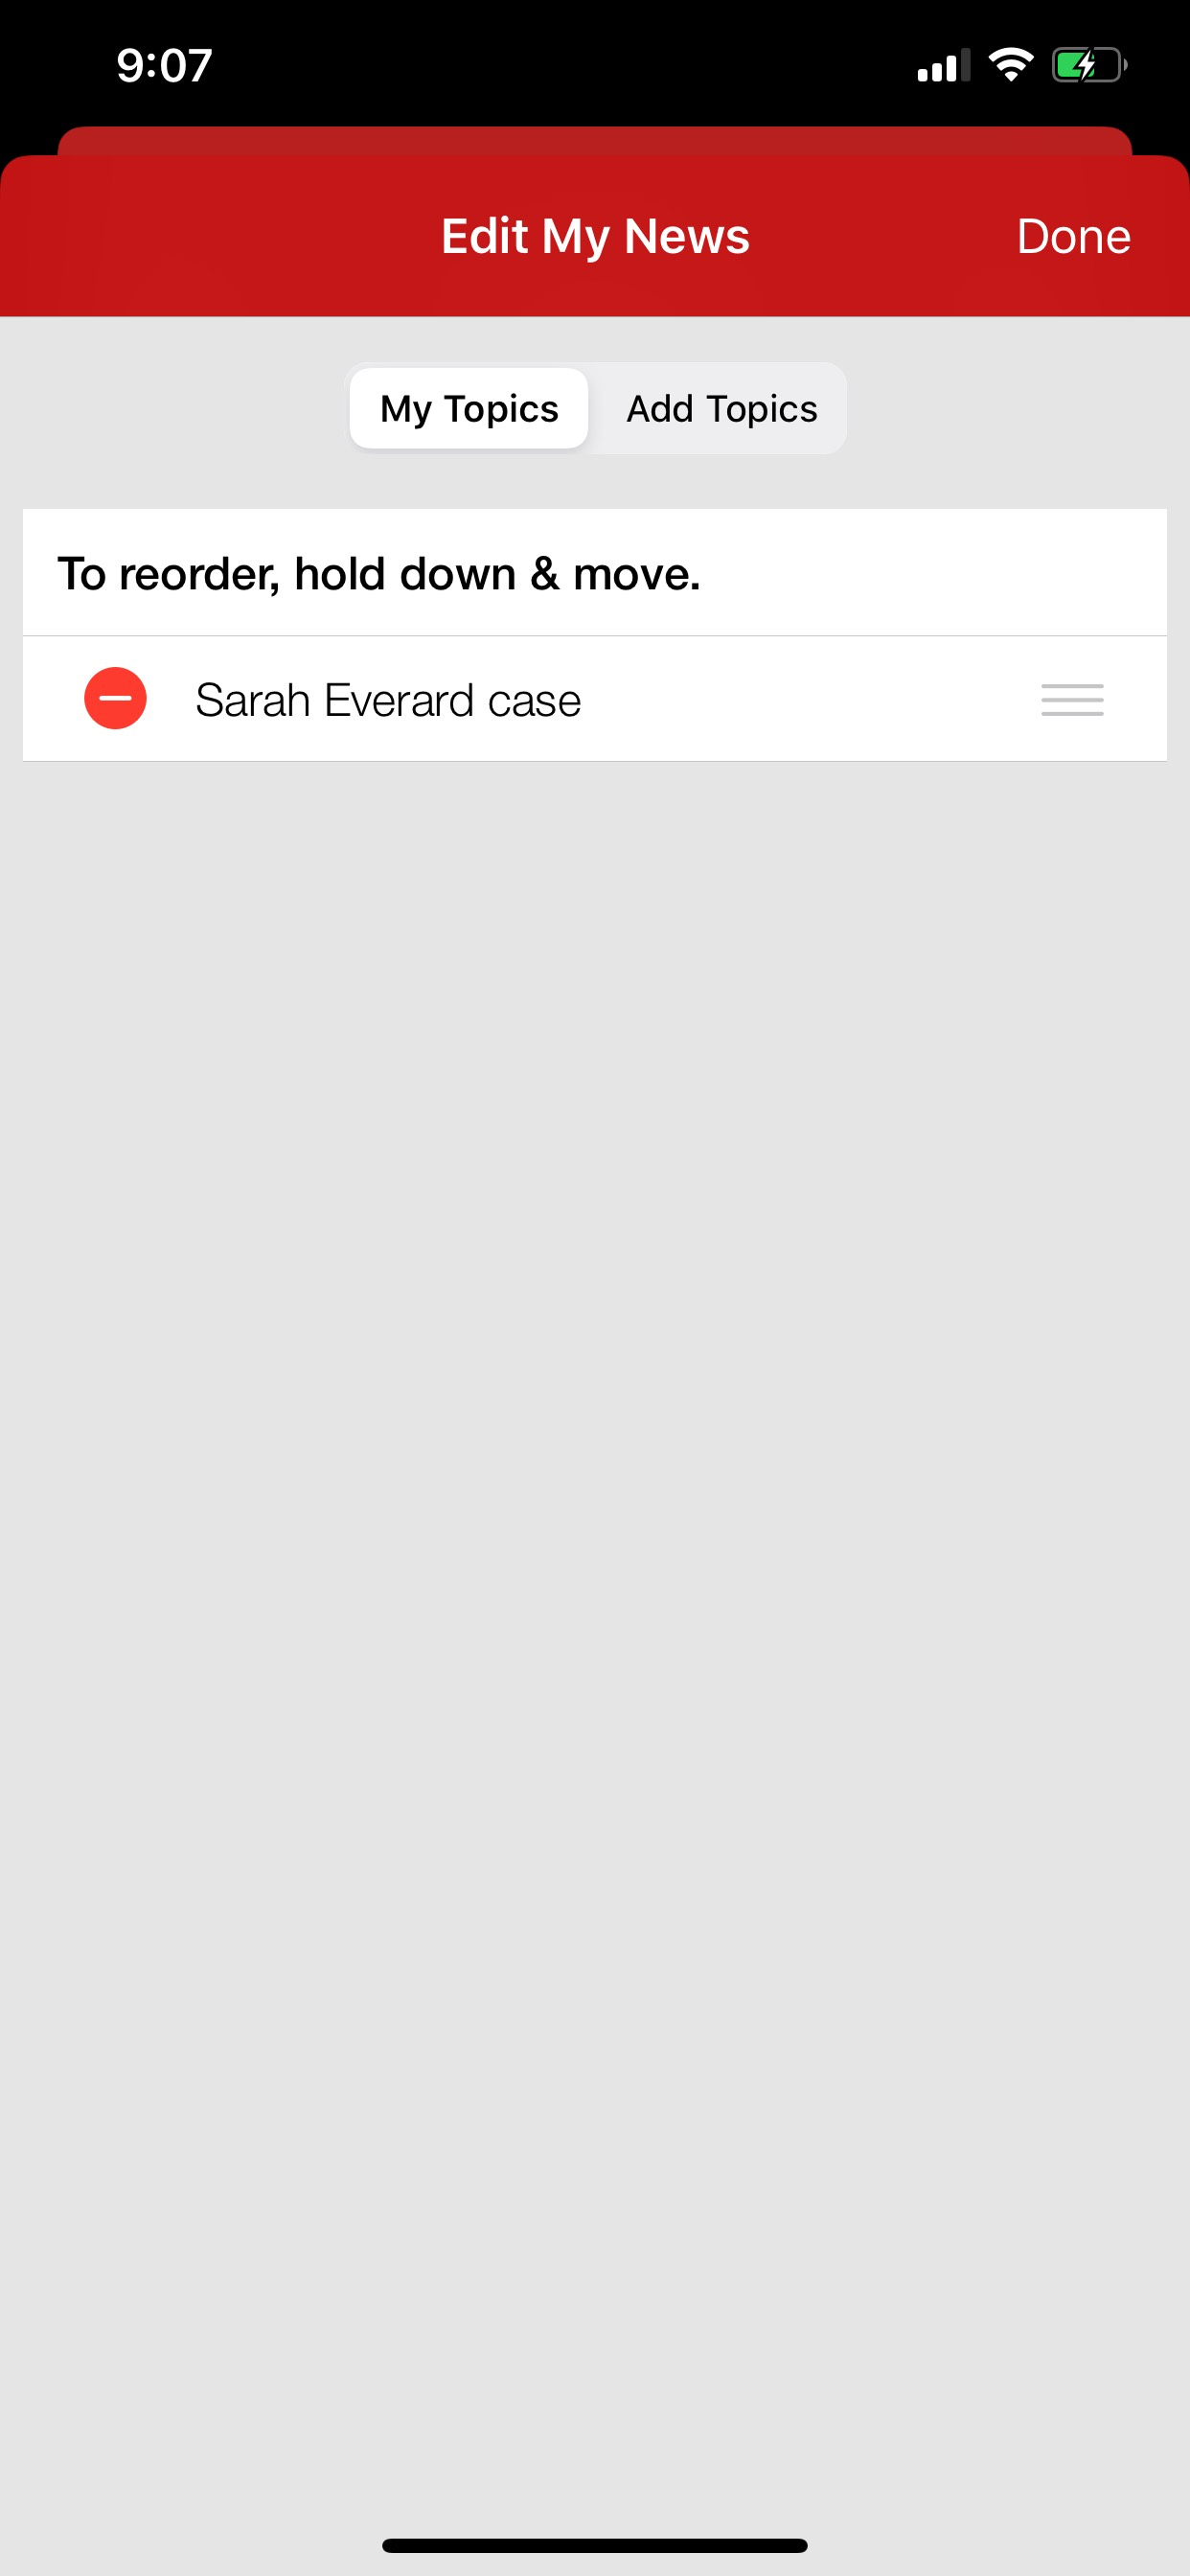 9:07
Edit My News
Done
My Topics
Add Topics
To reorder, hold down & move.
Sarah Everard case